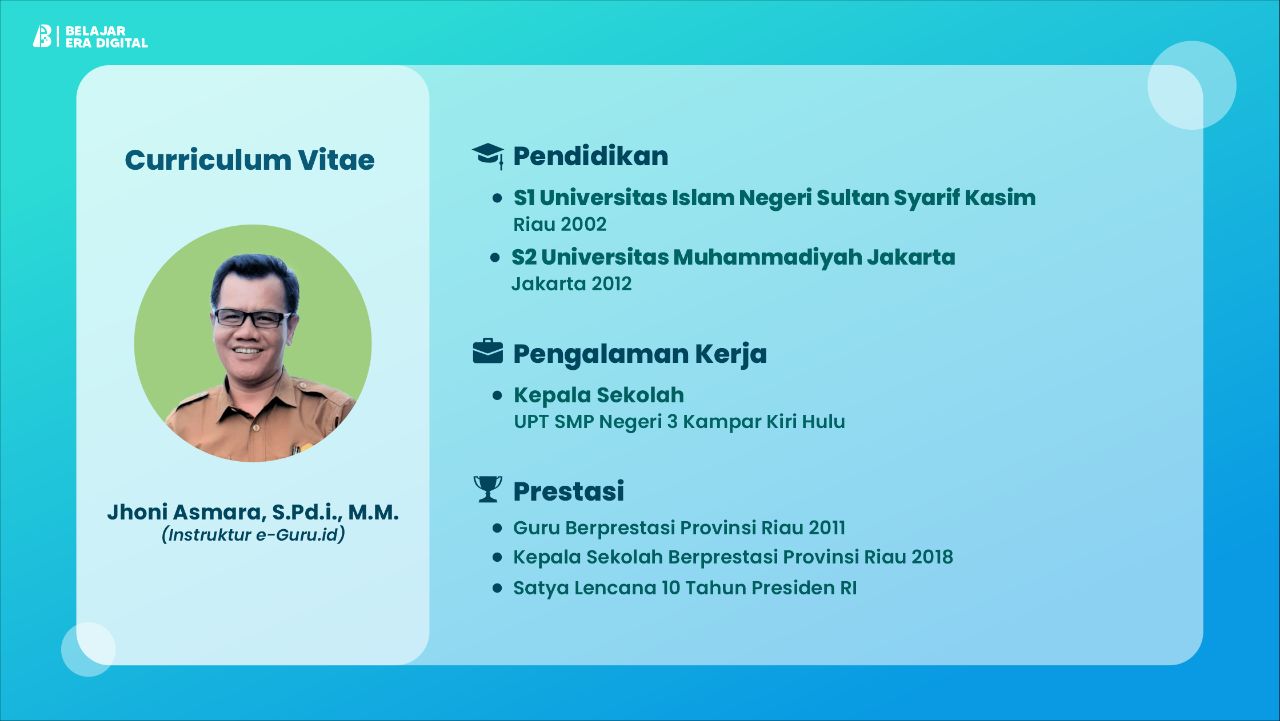 BELAJAR
ERA DIGITAL
Curriculum Vitae
Jhoni Asmara, S.Pd.i., M.M.
(Instruktur e-Guru.id)
Pendidikan
S1 Universitas Islam Negeri Sultan Syarif Kasim
Riau 2002
S2 Universitas Muhammadiyah Jakarta
Jakarta 2012
Pengalaman Kerja
Kepala Sekolah
UPT SMP Negeri 3 Kampar Kiri Hulu
Prestasi
Guru Berprestasi Provinsi Riau 2011
Kepala Sekolah Berprestasi Provinsi Riau 2018
Satya Lencana 10 Tahun Presiden RI